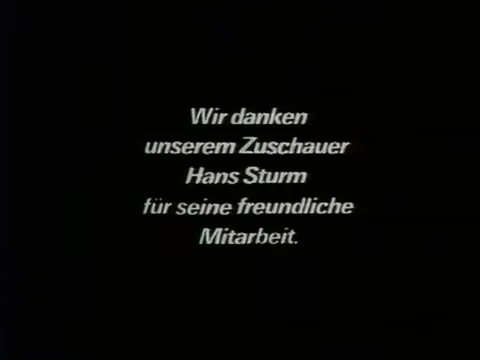 Wir danken
unserem Zuschauer
Hans Sturm
für seine freundliche
Mitarbeit.